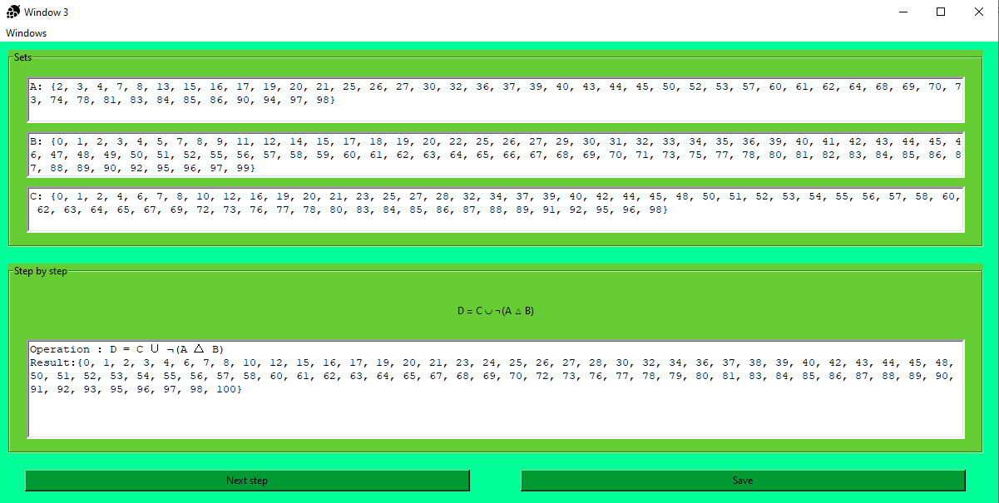 Window 3
Windows
Sets
A: {2, 3, 4, 7, 8, 13, 15, 16, 17, 19, 20, 21, 25, 26, 27, 30, 32, 36, 37, 39, 40, 43, 44, 45, 50, 52, 53, 57, 60, 61, 62, 64, 68, 69, 70, 7
3, 74, 78, 81, 83, 84, 85, 86, 90, 94, 97, 98}
B: {0, 1, 2, 3, 4, 5, 7, 8, 9, 11, 12, 14, 15, 17, 18, 19, 20, 22, 25, 26, 27, 29, 30, 31, 32, 33, 34, 35, 36, 39, 40, 41, 42, 43, 44, 45, 4
6, 47, 48, 49, 50, 51, 52, 55, 56, 57, 58, 59, 60, 61, 62, 63, 64, 65, 66, 67, 68, 69, 70, 71, 73, 75, 77, 78, 80, 81, 82, 83, 84, 85, 86, 8
7, 88, 89, 90, 92, 95, 96, 97, 99}
C: {0, 1, 2, 4, 6, 7, 8, 10, 12, 16, 19, 20, 21, 23, 25, 27, 28, 32, 34, 37, 39, 40, 42, 44, 45, 48, 50, 51, 52, 53, 54, 55, 56, 57, 58, 60,
62, 63, 64, 65, 67, 69, 72, 73, 76, 77, 78, 80, 83, 84, 85, 86, 87, 88, 89, 91, 92, 95, 96, 98}
Step by step
D = C ∪ ¬ (A △ B)
Operation : D = C ∪ ¬(A △ B)
Result:{0, 1, 2, 3, 4, 6, 7, 8, 10, 12, 15, 16, 17, 19, 20, 21, 23, 24, 25, 26, 27, 28, 30, 32, 34, 36, 37, 38, 39, 40, 42, 43, 44, 45, 48,
50, 51, 52, 53, 54, 55, 56, 57, 58, 60, 61, 62, 63, 64, 65, 67, 68, 69, 70, 72, 73, 76, 77, 78, 79, 80, 81, 83, 84, 85, 86, 87, 88, 89, 90,
91, 92, 93, 95, 96, 97, 98, 100}
Next step
Save